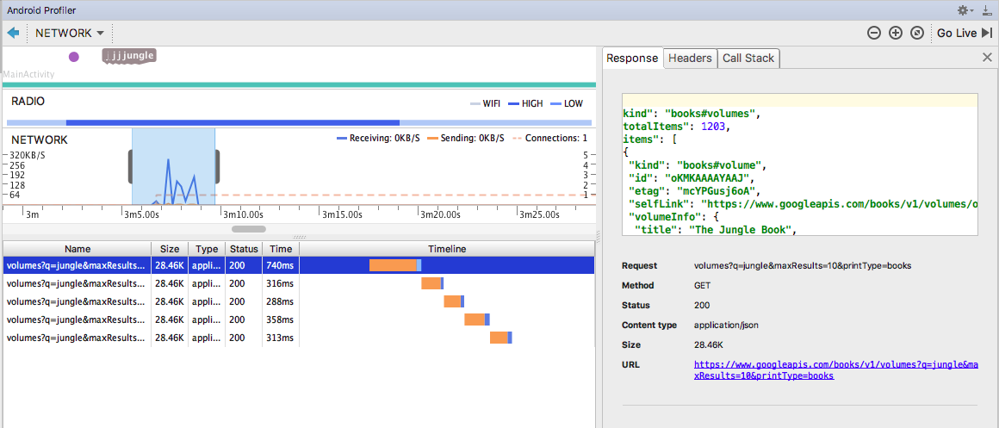 Android Profiler
NETWORK
Go Live
j j jungle
MainActivity
RADIO
WIFI HIGH LOW
NETWORK
Receiving: 0KB/S Sending: 0KB/S Connections: 1
320KB/S
256
192
128
64
5
4
3
2
1
3m 3m5.00s 3m10.00s 3m15.00s 3m20.00s 3m25.00s
Name Size Type Status Time Timeline
volumes?q=jungle&maxResults... 28.46K appli... 200 740ms
volumes?q=jungle&maxResults... 28.46K appli... 200 316ms
volumes?q=jungle&maxResults... 28.46K appli... 200 288ms
volumes?q=jungle&maxResults... 28.46K appli... 200 358ms
volumes?q=jungle&maxResults... 28.46K appli... 200 313ms
Response Headers Call Stack
kind": "books#volumes",
totalItems": 1203,
items": [
{
"kind": "books#volume",
"id": "oKMKAAAAYAAJ",
"etag": "mcYPGusj6oA",
"selfLink": "https://www.googleapis.com/books/v1/volumes/o
"volumeInfo": {
"title": "The Jungle Book",
Request volumes?q=jungle&maxResults=10&printType=books
Method GET
Status 200
Content type application/json
Size 28.46K
URL https://www.googleapis.com/books/v1/volumes?q=jungle&ma
xResults=10&printType=books